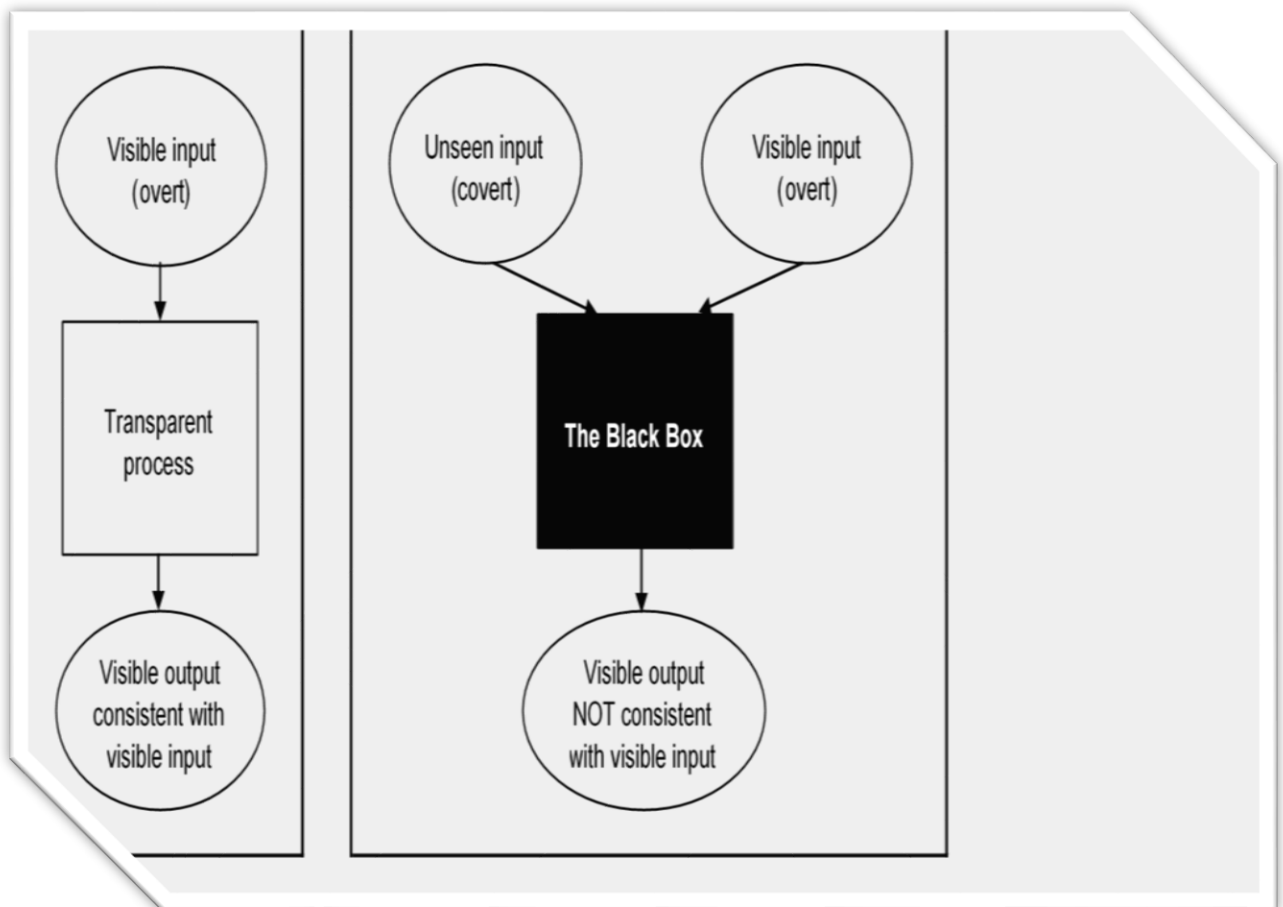 Visible input
(overt)
Transparent
process
Visible output
consistent with
visible input
Unseen input
(covert)
Visible input
(overt)
The Black Box
Visible output
NOT consistent
with visible input